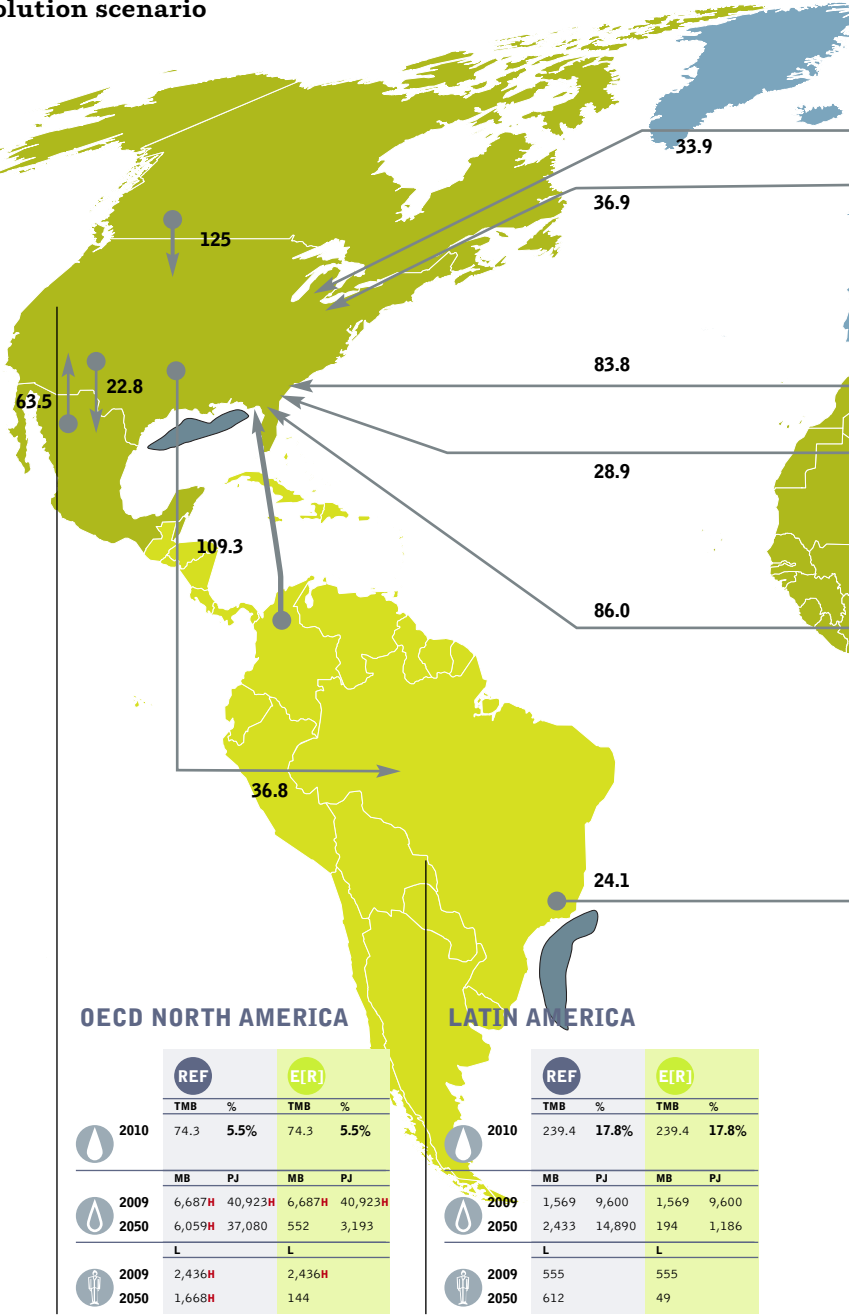 olution scenario
33.9
36.9
125
83.8
22.8
63.5
28.9
109.3
86.0
36.8
24.1
OECD NORTH AMERICA
REF E[R]
TMB % TMB %
2010 74.3 5.5% 74.3 5.5%
MB PJ MB PJ
2009 6,687H 40,923H 6,687H 40,923H
2050 6,059H 37,080 552 3,193
L L
2009 2,436H 2,436H
2050 1,668H 144
LATIN AMERICA
REF E[R]
TMB % TMB %
2010 239.4 17.8% 239.4 17.8%
MB PJ MB PJ
2009 1,569 9,600 1,569 9,600
2050 2,433 14,890 194 1,186
L L
2009 555 555
2050 612 49